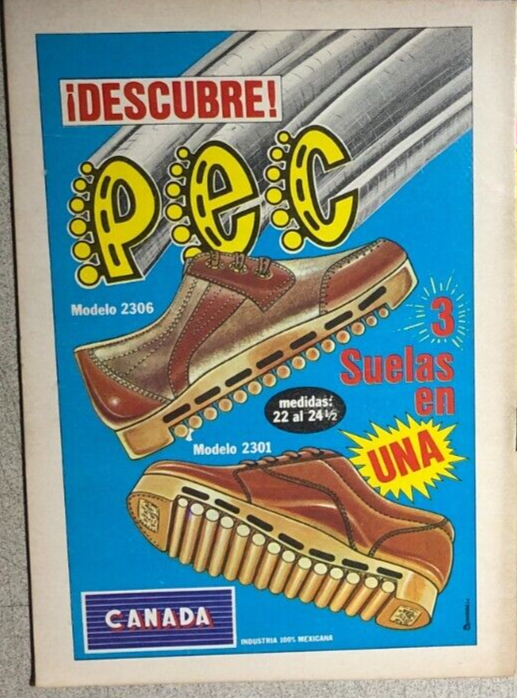 ¡DESCUBRE!
pec
Modelo 2306
3
Suelas
en
UNA
medidas:
22 al 24½
Modelo 2301
CANADA
INDUSTRIA 100% MEXICANA